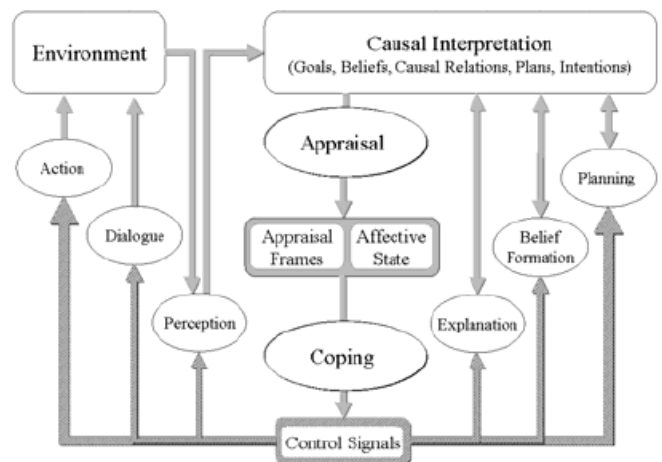 Environment
Causal Interpretation
(Goals, Beliefs, Causal Relations, Plans, Intentions)
Appraisal
Action
Planning
Dialogue
Appraisal
Frames
Affective
State
Belief
Formation
Perception
Explanation
Coping
Control Signals